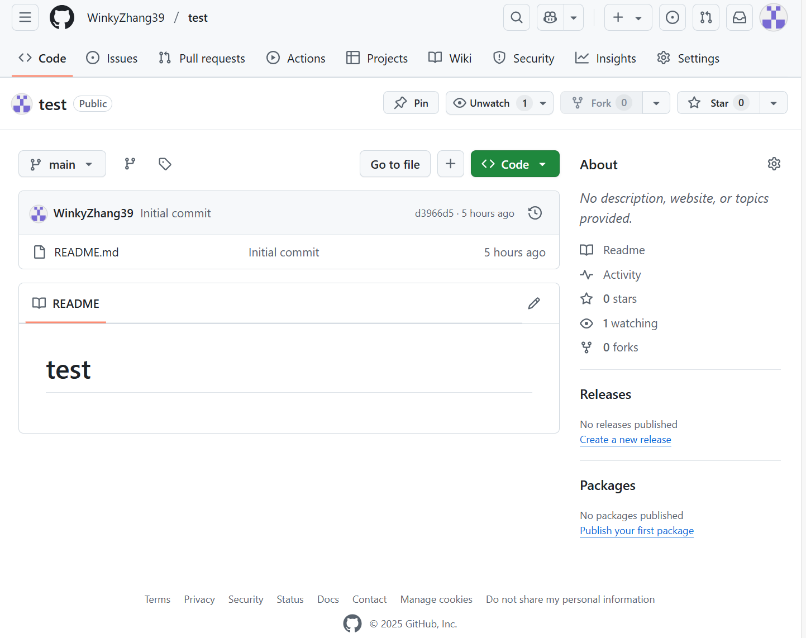 WinkyZhang39 / test
Code Issues Pull requests Actions Projects Wiki Security Insights Settings
test Public Pin Unwatch 1 Fork 0 Star 0
main Go to file Code
WinkyZhang39 Initial commit d3966d5 · 5 hours ago
README.md Initial commit 5 hours ago
README
test
About
No description, website, or topics
provided.
Readme
Activity
0 stars
1 watching
0 forks
Releases
No releases published
Create a new release
Packages
No packages published
Publish your first package
Terms Privacy Security Status Docs Contact Manage cookies Do not share my personal information
© 2025 GitHub, Inc.